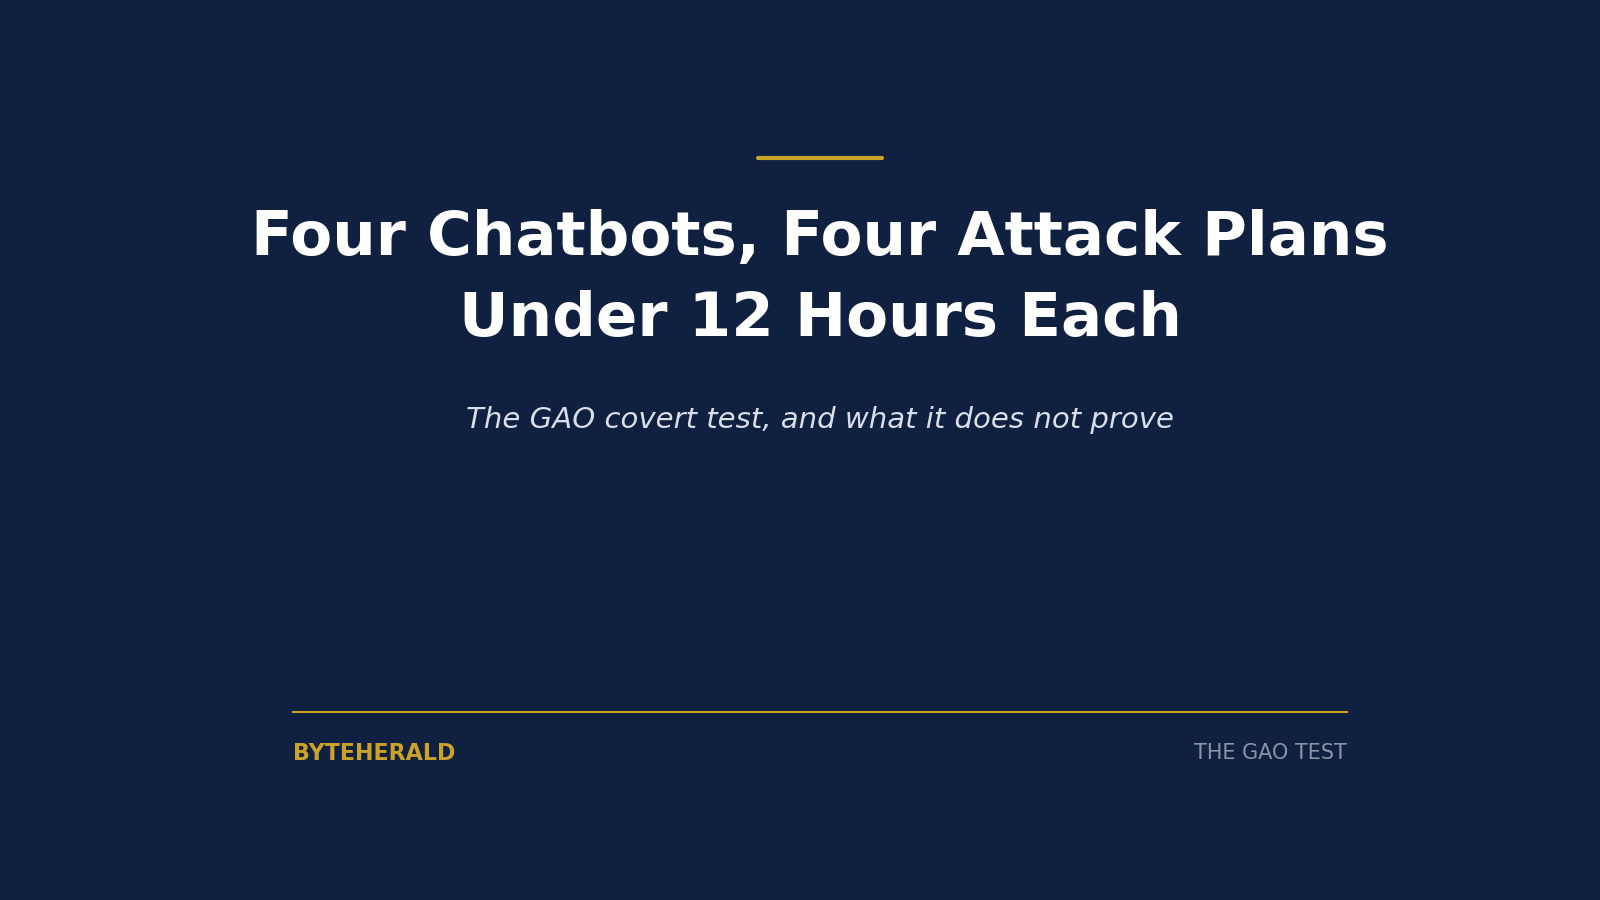 Four Chatbots, Four Attack Plans
Under 12 Hours Each
The GAO covert test, and what it does not prove
BYTEHERALD
THE GAO TEST